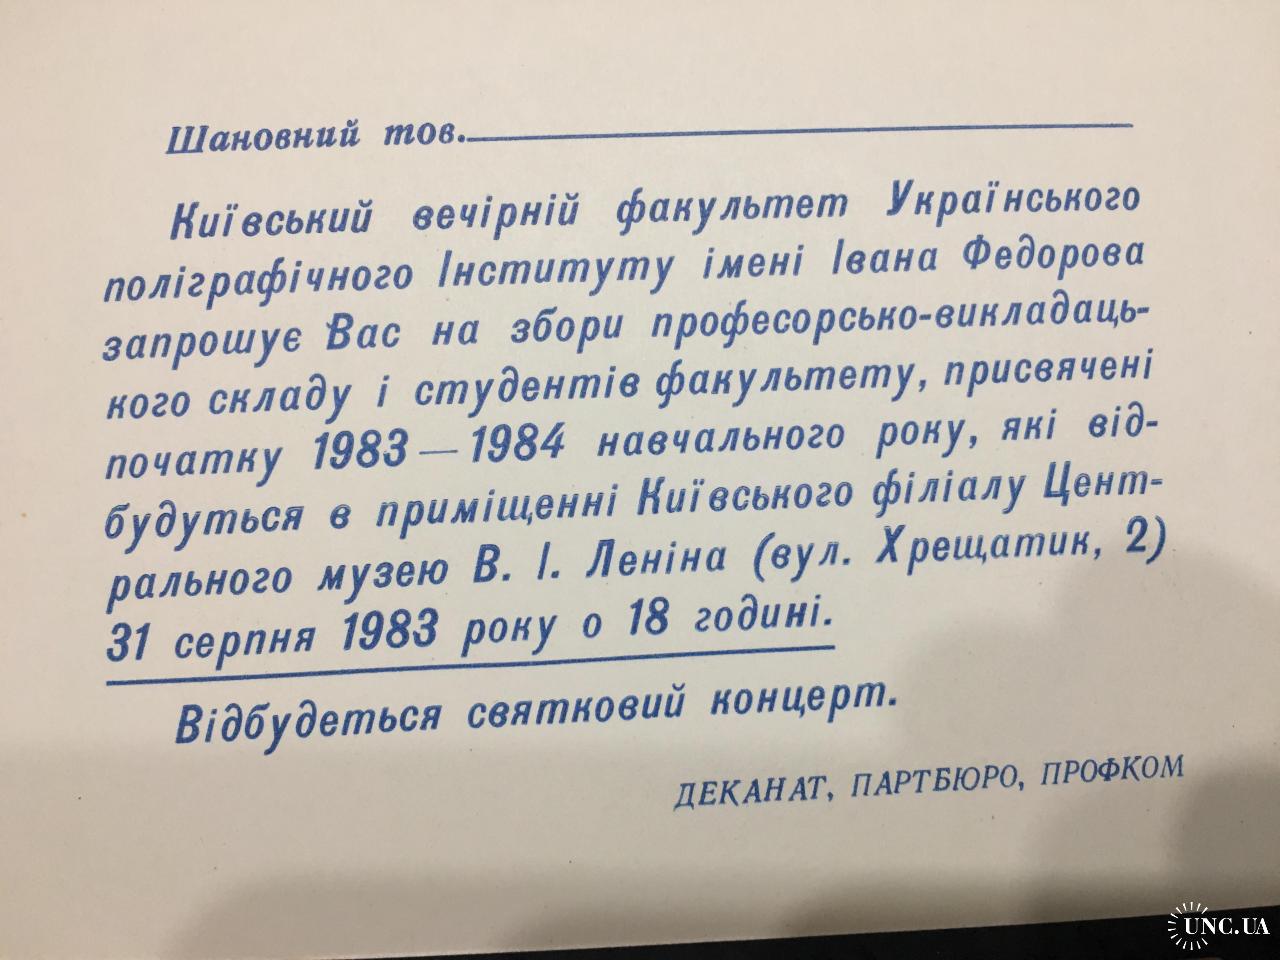 Шановний тов.
Київський вечірній факультет Українського
поліграфічного Інституту імені Івана Федорова
запрошує Вас на збори професорсько-викладаць-
кого складу і студентів факультету, присвячені
початку 1983 — 1984 навчального року, які від-
будуться в приміщенні Київського філіалу Цент-
рального музею В. І. Леніна (вул. Хрещатик, 2)
31 серпня 1983 року о 18 годині.
Відбудеться святковий концерт.
ДЕКАНАТ, ПАРТБЮРО, ПРОФКОМ
UNC.UA